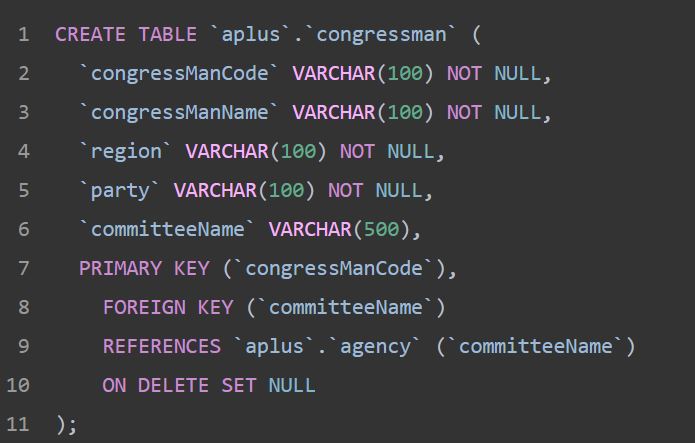 1 CREATE TABLE `aplus`.`congressman` (
2 `congressManCode` VARCHAR(100) NOT NULL,
3 `congressManName` VARCHAR(100) NOT NULL,
4 `region` VARCHAR(100) NOT NULL,
5 `party` VARCHAR(100) NOT NULL,
6 `committeeName` VARCHAR(500),
7 PRIMARY KEY (`congressManCode`),
8 FOREIGN KEY (`committeeName`)
9 REFERENCES `aplus`.`agency` (`committeeName`)
10 ON DELETE SET NULL
11 );